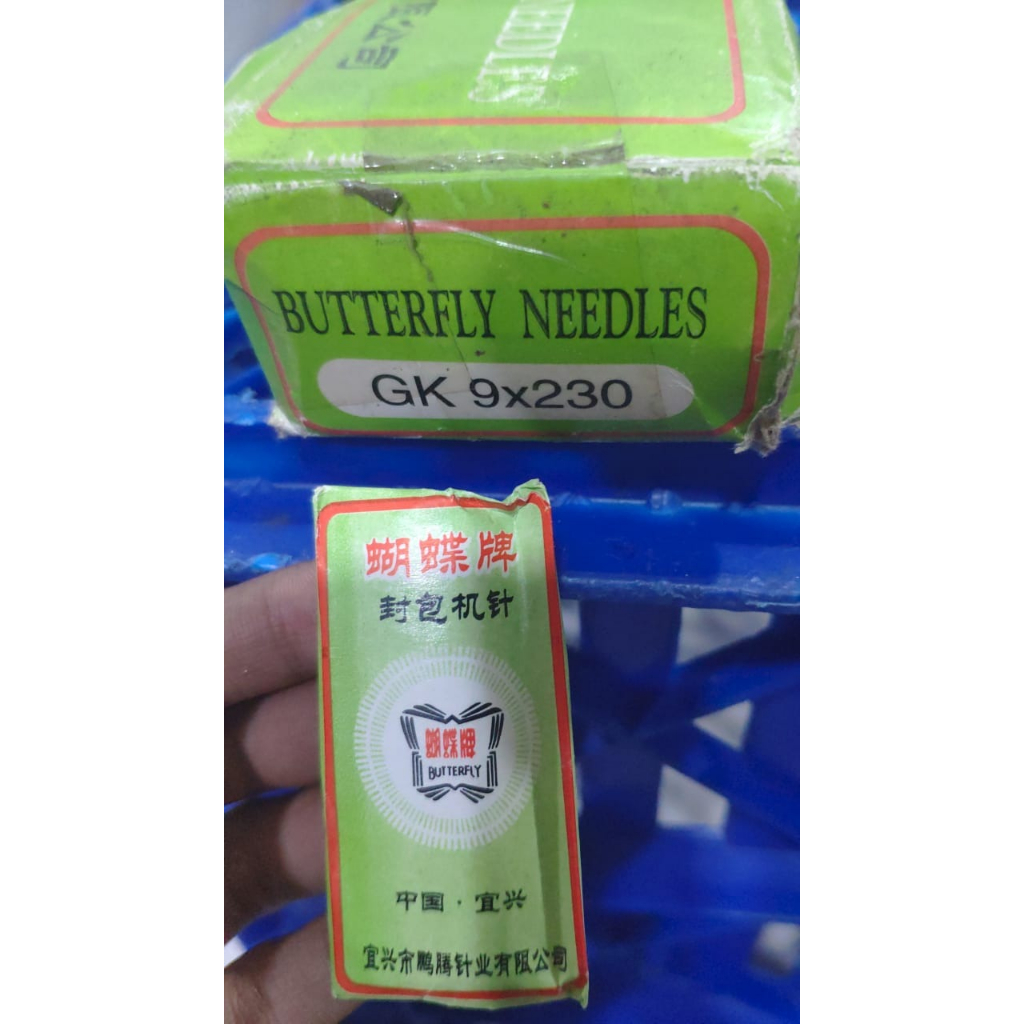 NEEDLES
BUTTERFLY NEEDLES
GK 9x230
蝴蝶牌
封包机针
蝴蝶牌
BUTTERFLY
中国·宜兴
宜兴市鹏腾针业有限公司